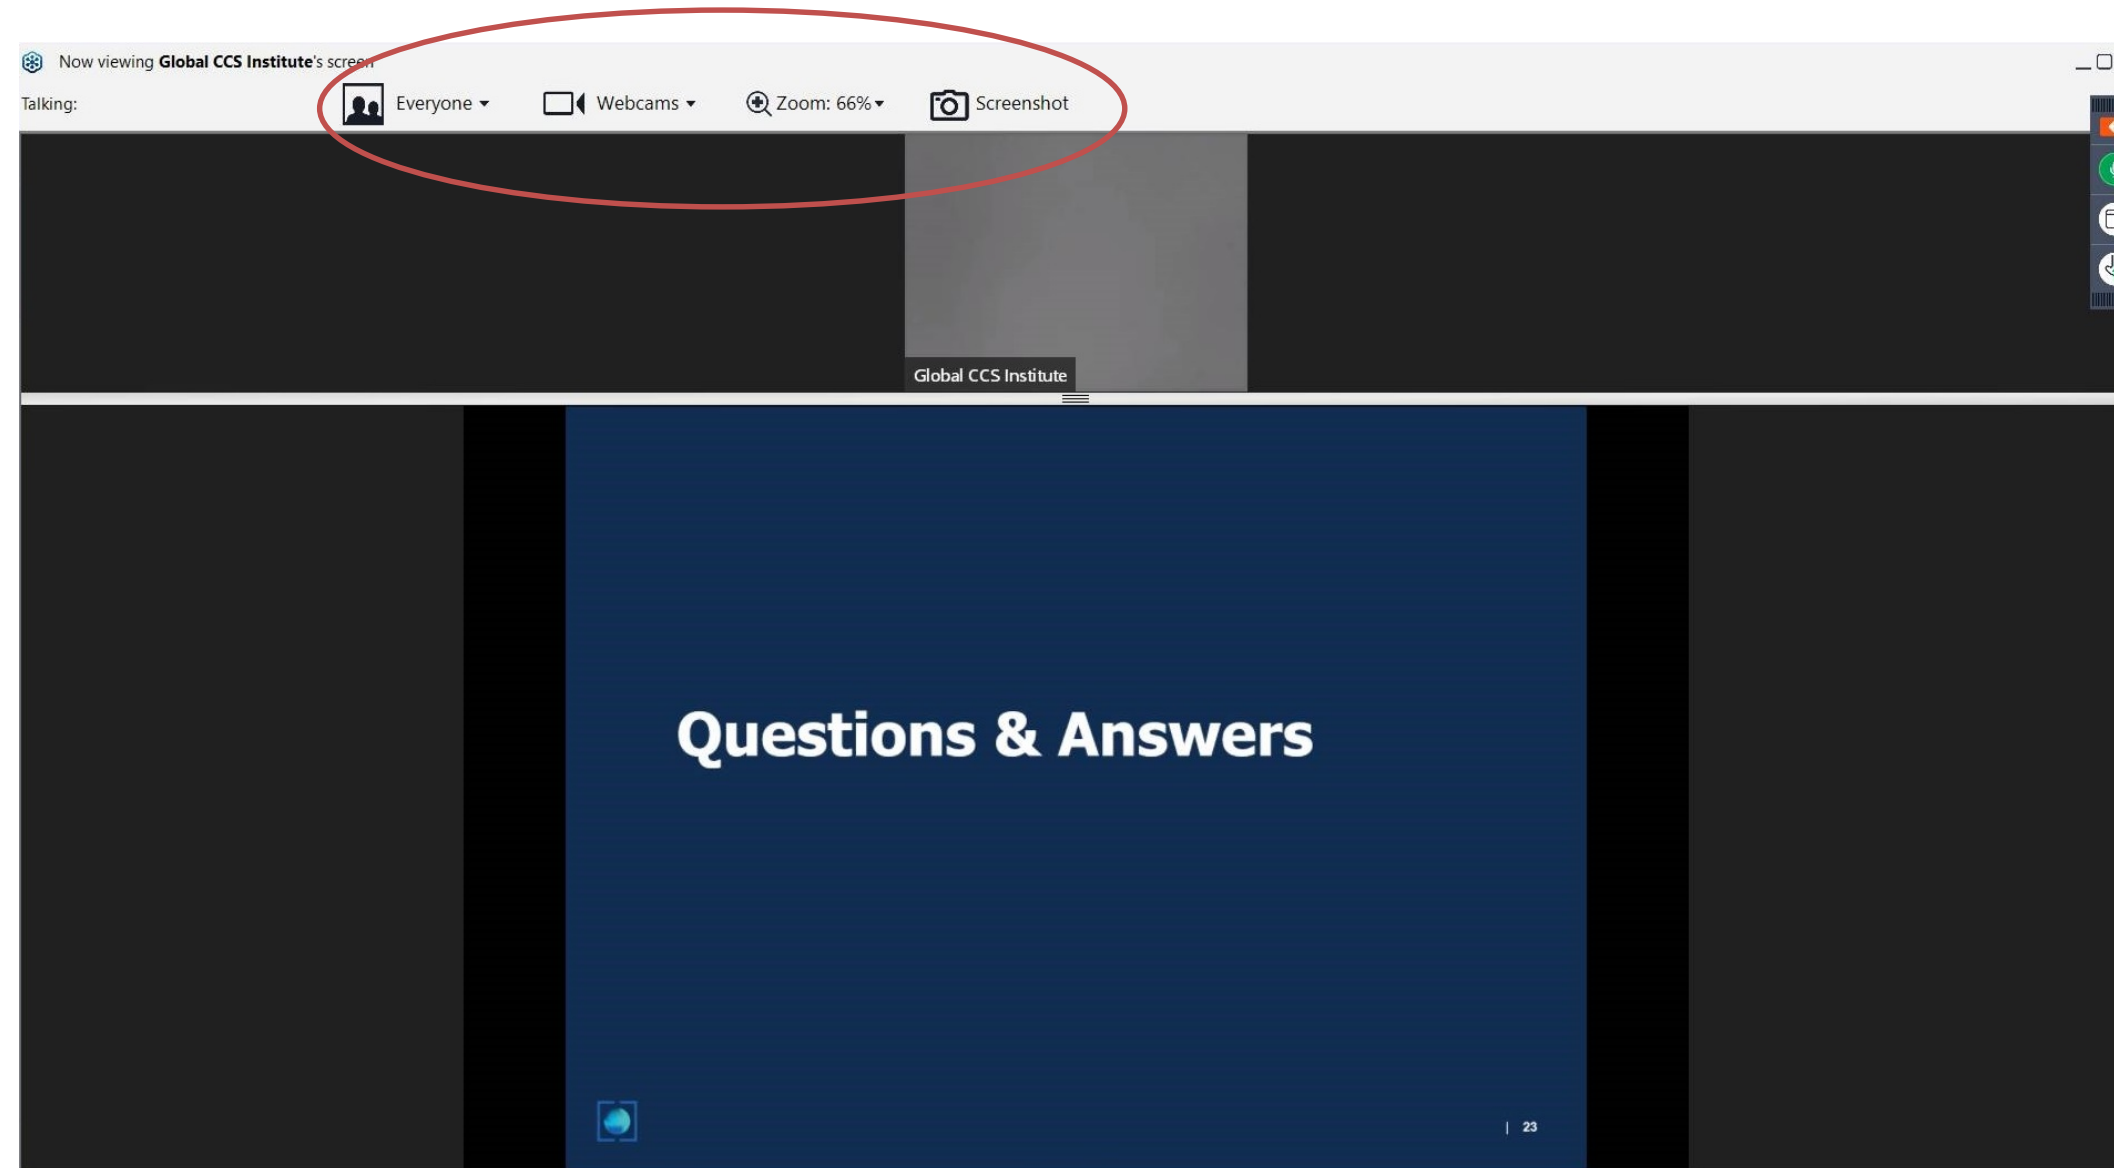 Now viewing Global CCS Institute's screen
Talking:
Everyone
Webcams
Zoom: 66%
Screenshot
Global CCS Institute
Questions & Answers
| 23